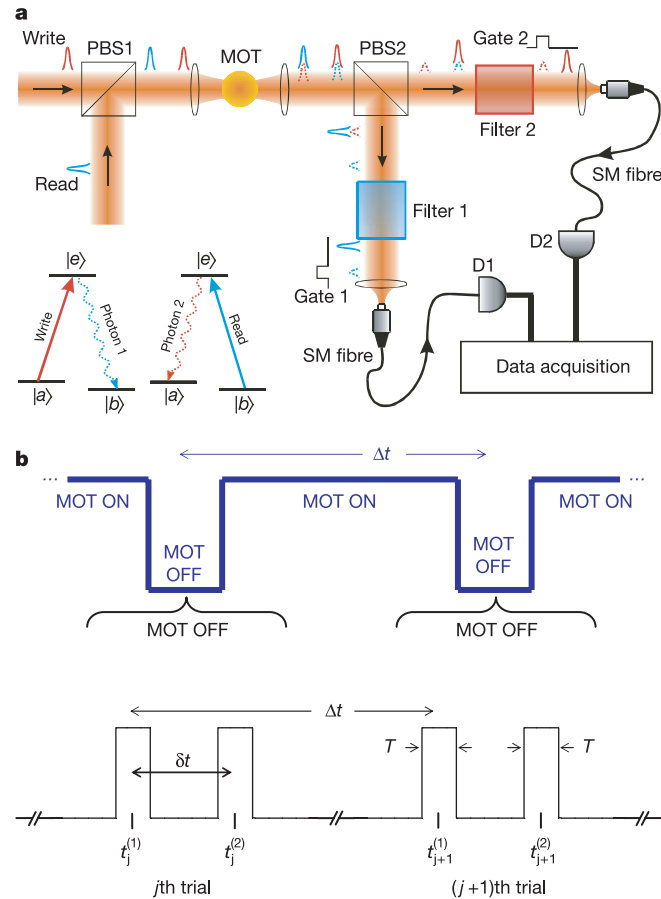 a
Write
PBS1
MOT
PBS2
Gate 2
Filter 2
Read
SM fibre
Filter 1
D2
|e⟩
|e⟩
Gate 1
D1
Write
Photon 1
Photon 2
Read
SM fibre
Data acquisition
|a⟩
|b⟩
|a⟩
|b⟩
b
Δt
...
...
MOT ON
MOT ON
MOT ON
MOT
OFF
MOT
OFF
MOT OFF
MOT OFF
Δt
T
T
δt
t_j^(1)
t_j^(2)
t_{j+1}^(1)
t_{j+1}^(2)
jth trial
(j +1)th trial